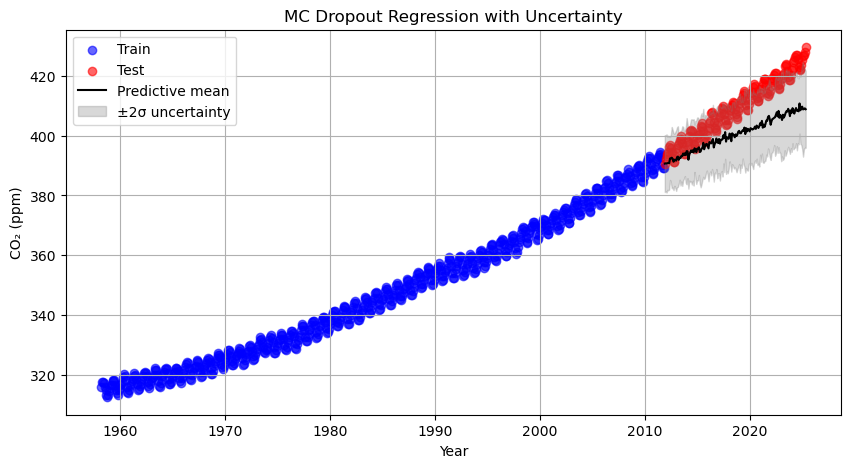 MC Dropout Regression with Uncertainty
Train
Test
Predictive mean
±2σ uncertainty
420
400
380
360
340
320
CO₂ (ppm)
1960 1970 1980 1990 2000 2010 2020
Year